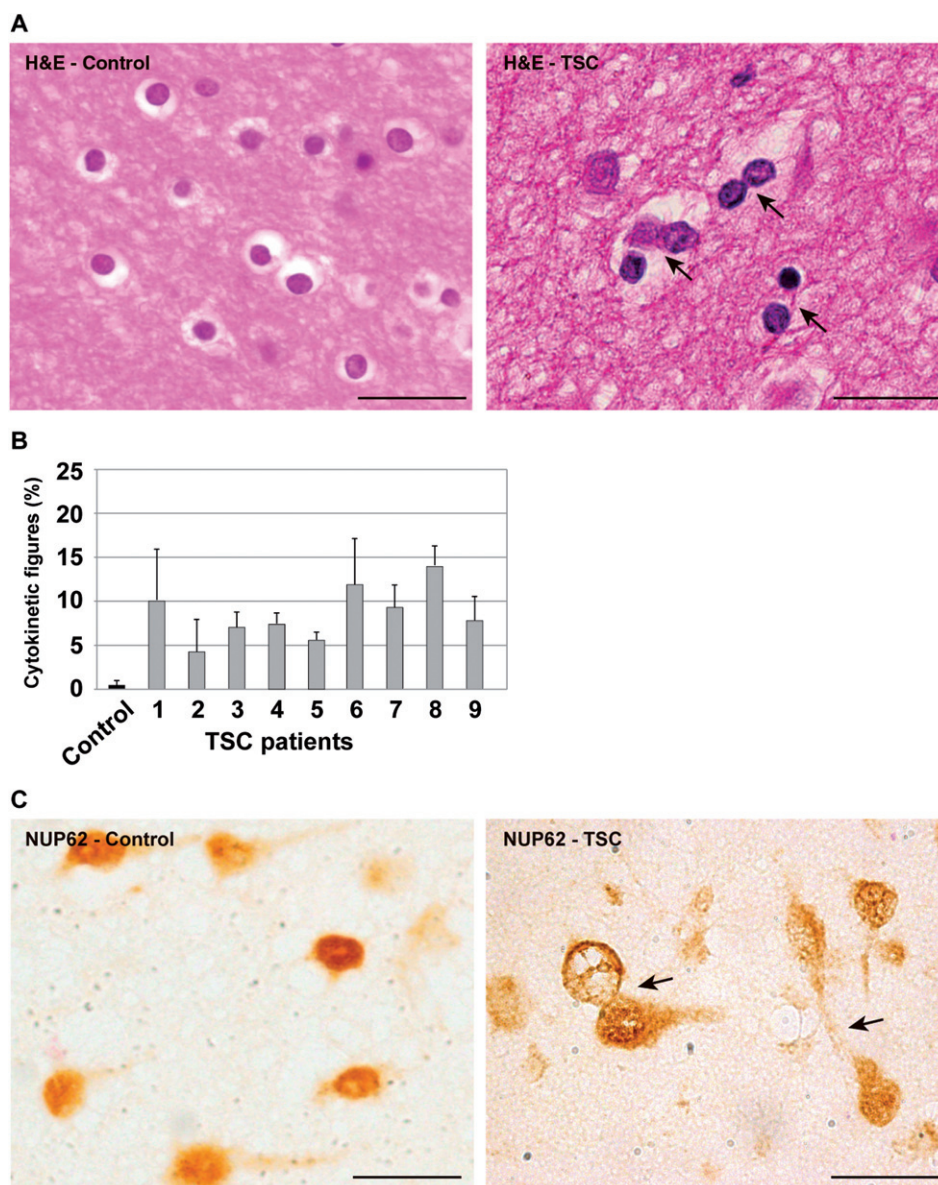 A
H&E - Control
H&E - TSC
B
Cytokinetic figures (%)
25
20
15
10
5
0
Control 1 2 3 4 5 6 7 8 9
TSC patients
C
NUP62 - Control
NUP62 - TSC